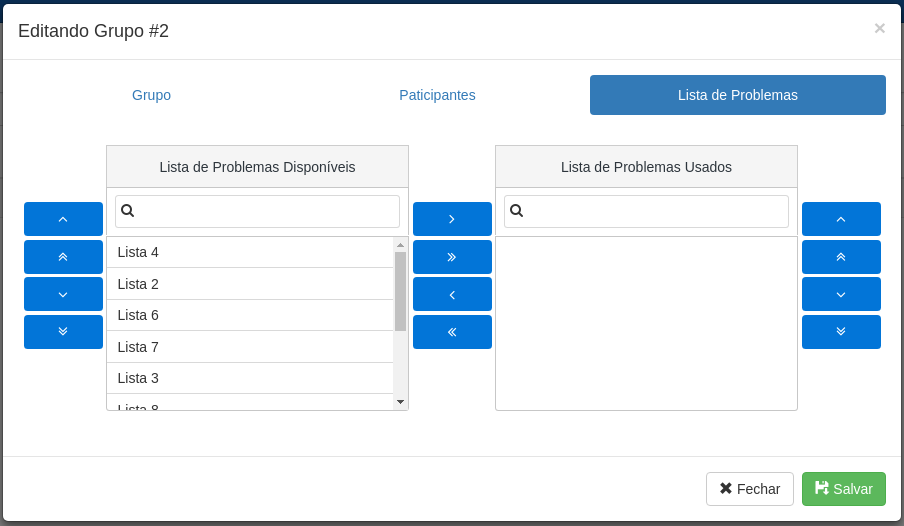 Editando Grupo #2
×
Grupo
Paticipantes
Lista de Problemas
Lista de Problemas Disponíveis
Lista de Problemas Usados
Lista 4
Lista 2
Lista 6
Lista 7
Lista 3
Lista 8
Fechar
Salvar